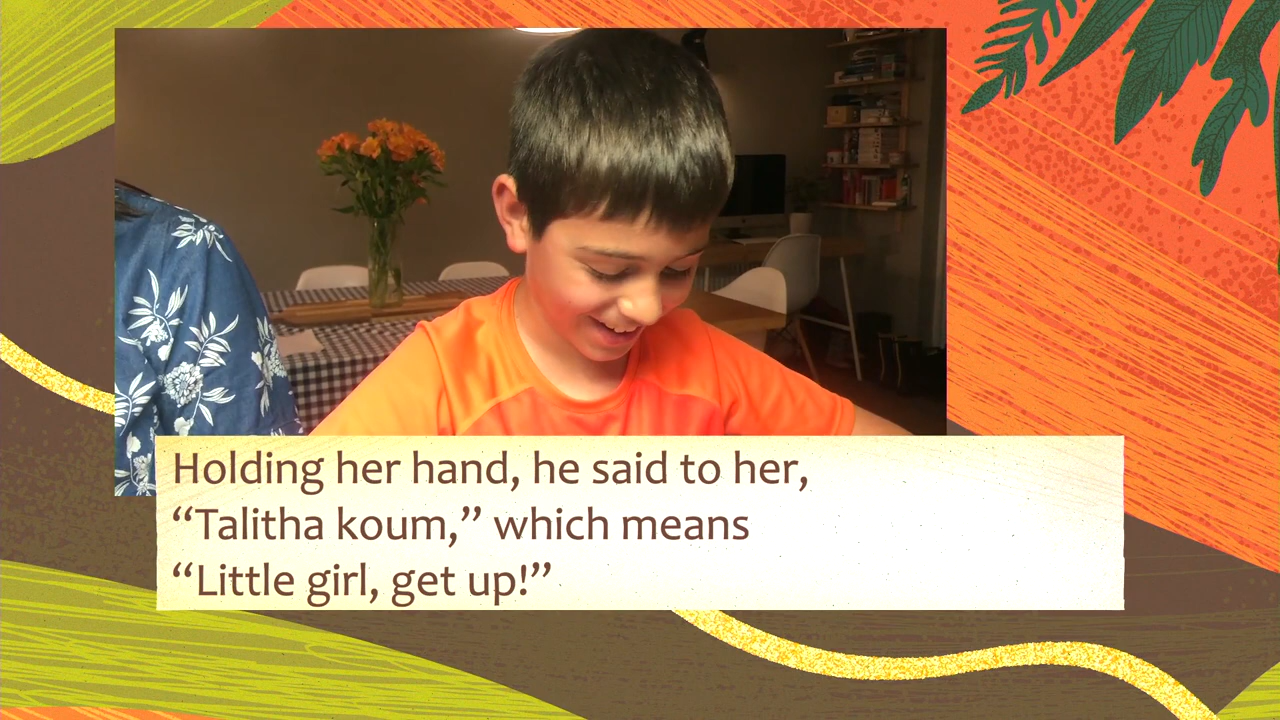 Holding her hand, he said to her,
“Talitha koum,” which means
“Little girl, get up!”